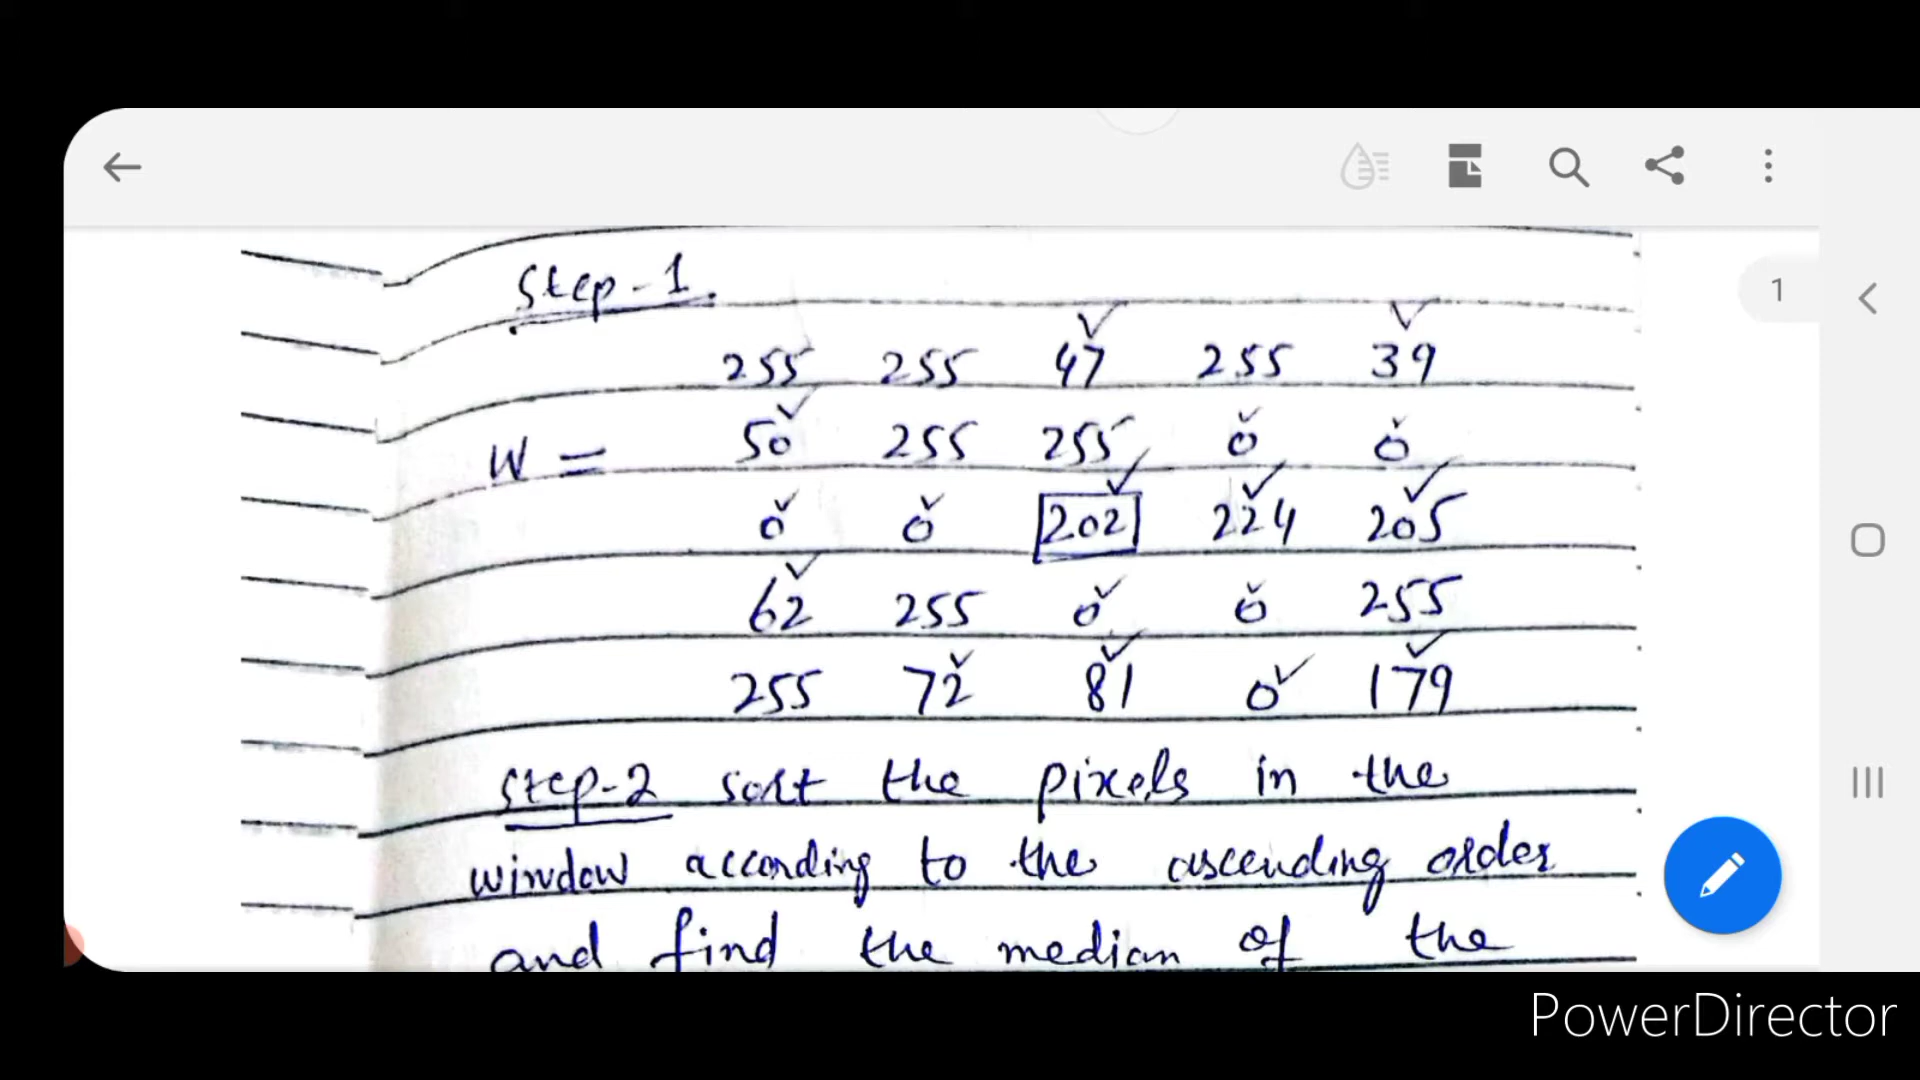 1
Step-1.
255 255 47 255 39
W = 50 255 255 0 0
0 0 202 224 205
62 255 0 0 255
255 72 81 0 179
Step-2 sort the pixels in the
window according to the ascending order
and find the median of the
PowerDirector